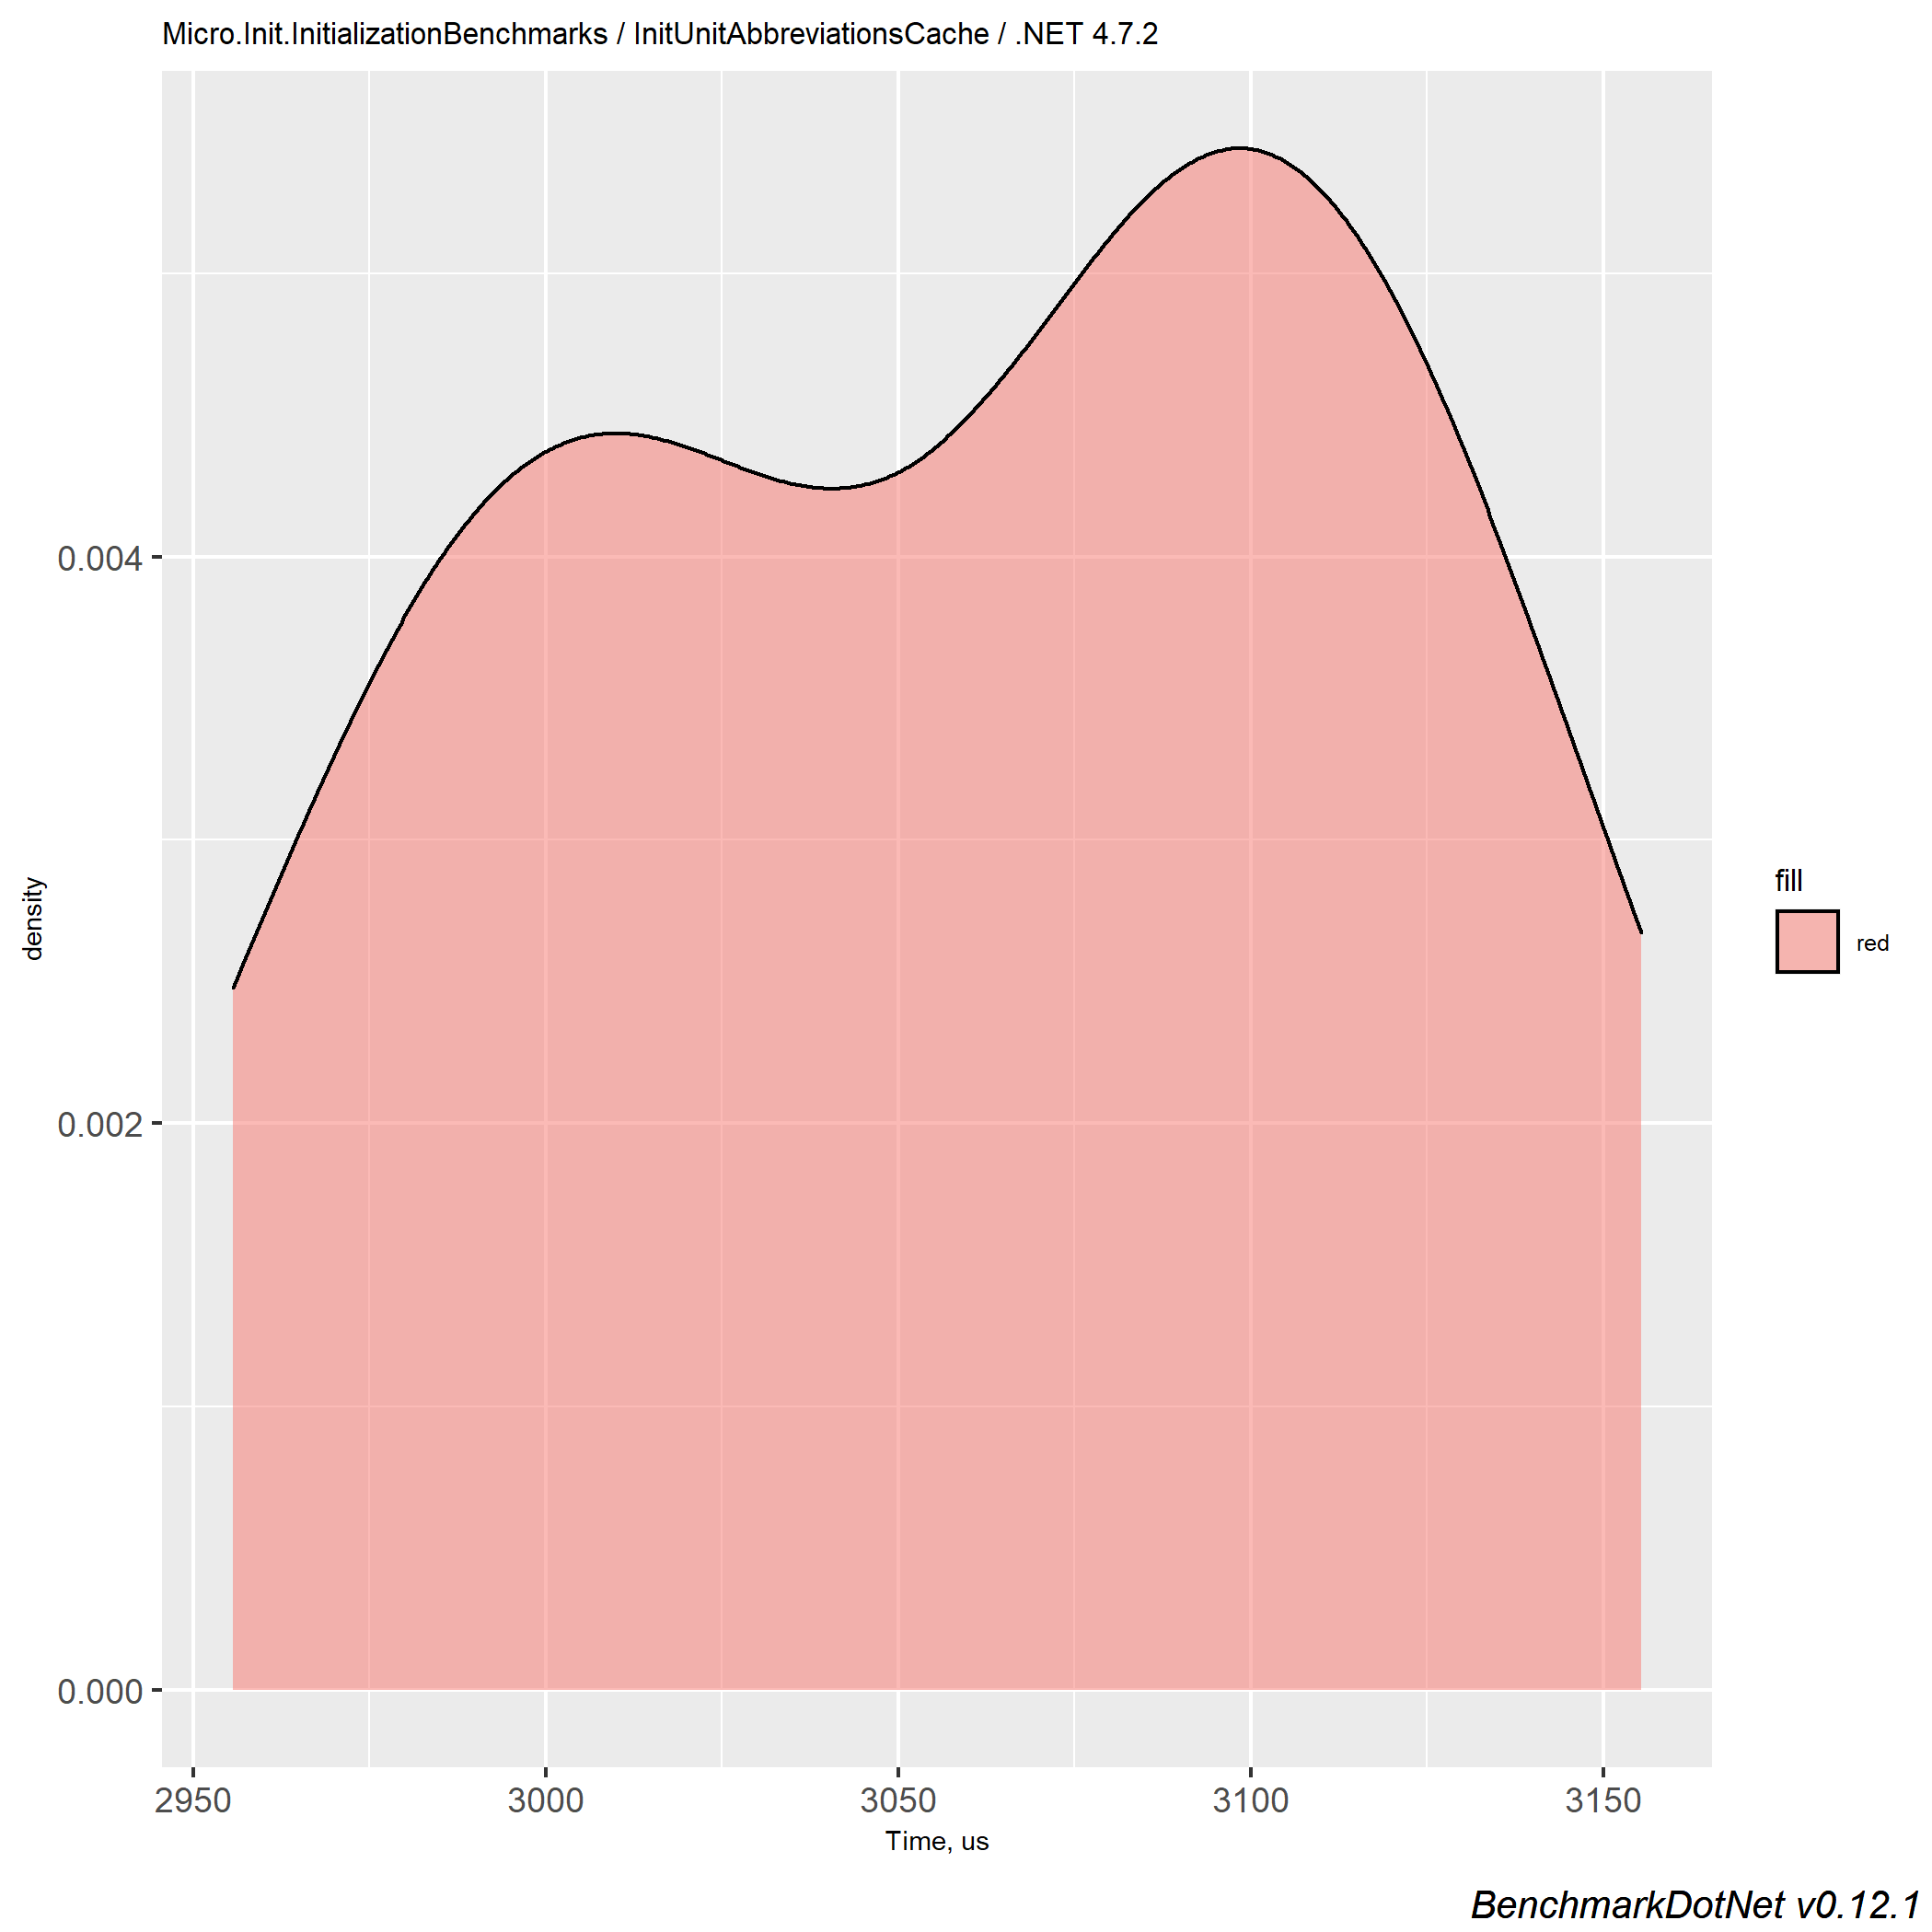 Micro.Init.InitializationBenchmarks / InitUnitAbbreviationsCache / .NET 4.7.2
density
0.004
0.002
0.000
2950 3000 3050 3100 3150
Time, us
fill
red
BenchmarkDotNet v0.12.1